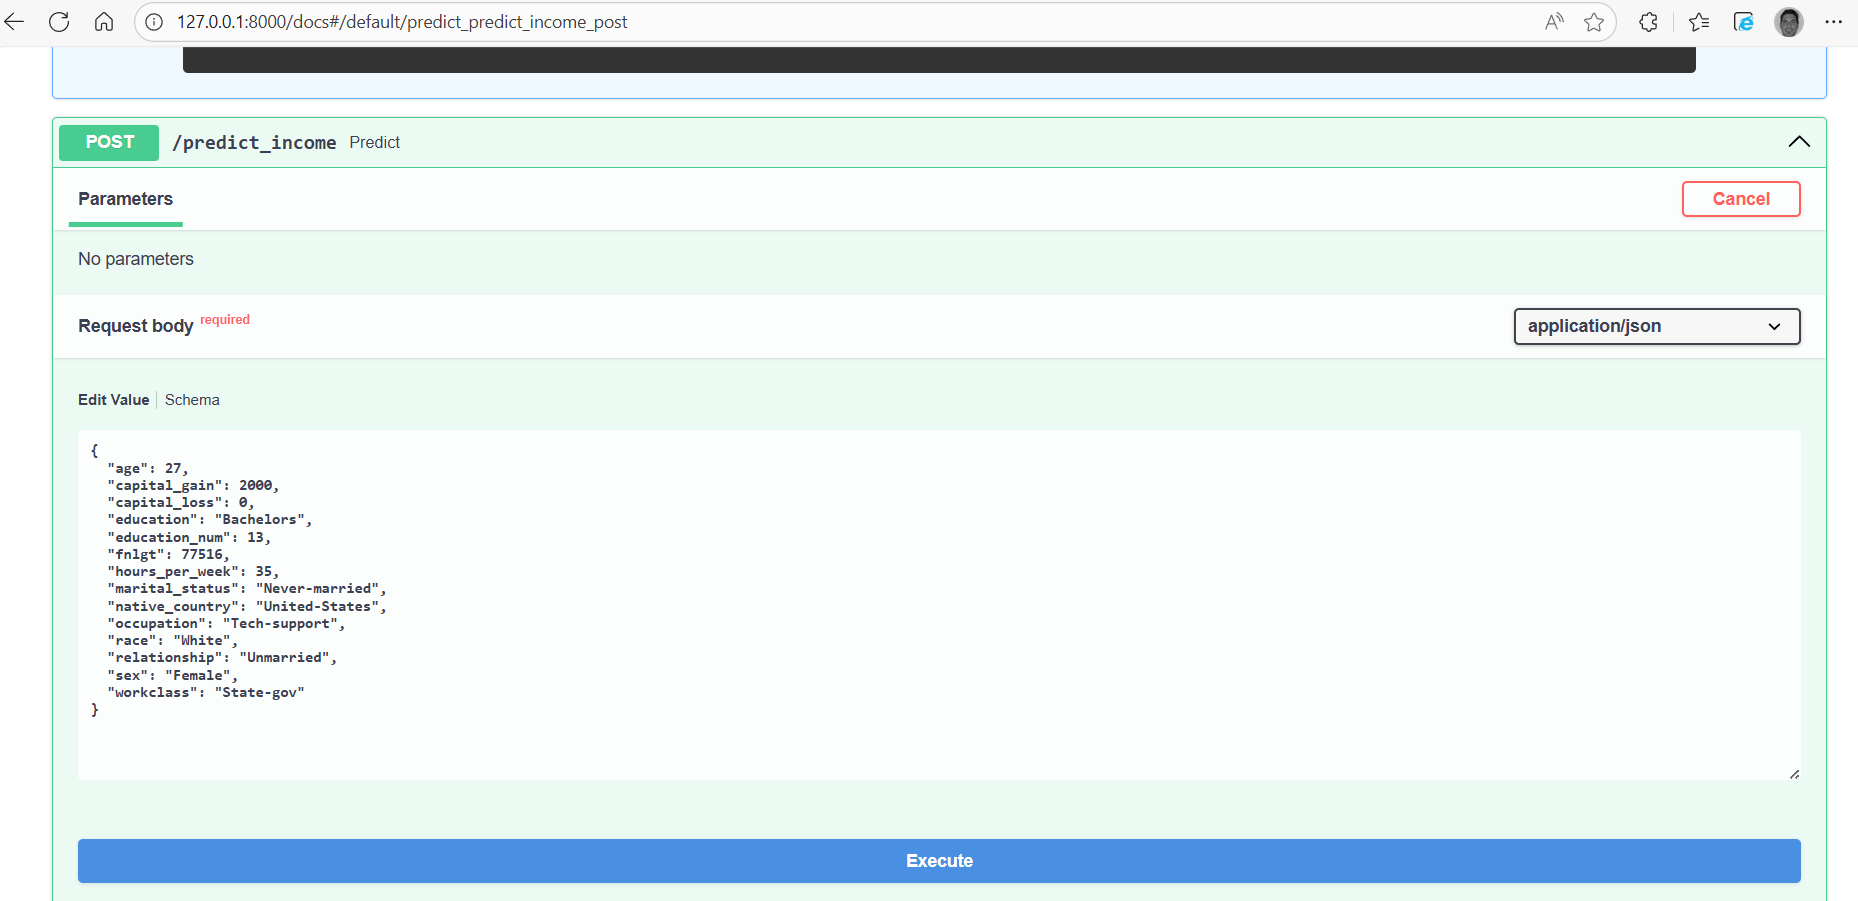 127.0.0.1:8000/docs#/default/predict_predict_income_post
POST /predict_income Predict
Parameters
Cancel
No parameters
Request body required
application/json
Edit Value Schema
{
"age": 27,
"capital_gain": 2000,
"capital_loss": 0,
"education": "Bachelors",
"education_num": 13,
"fnlgt": 77516,
"hours_per_week": 35,
"marital_status": "Never-married",
"native_country": "United-States",
"occupation": "Tech-support",
"race": "White",
"relationship": "Unmarried",
"sex": "Female",
"workclass": "State-gov"
}
Execute